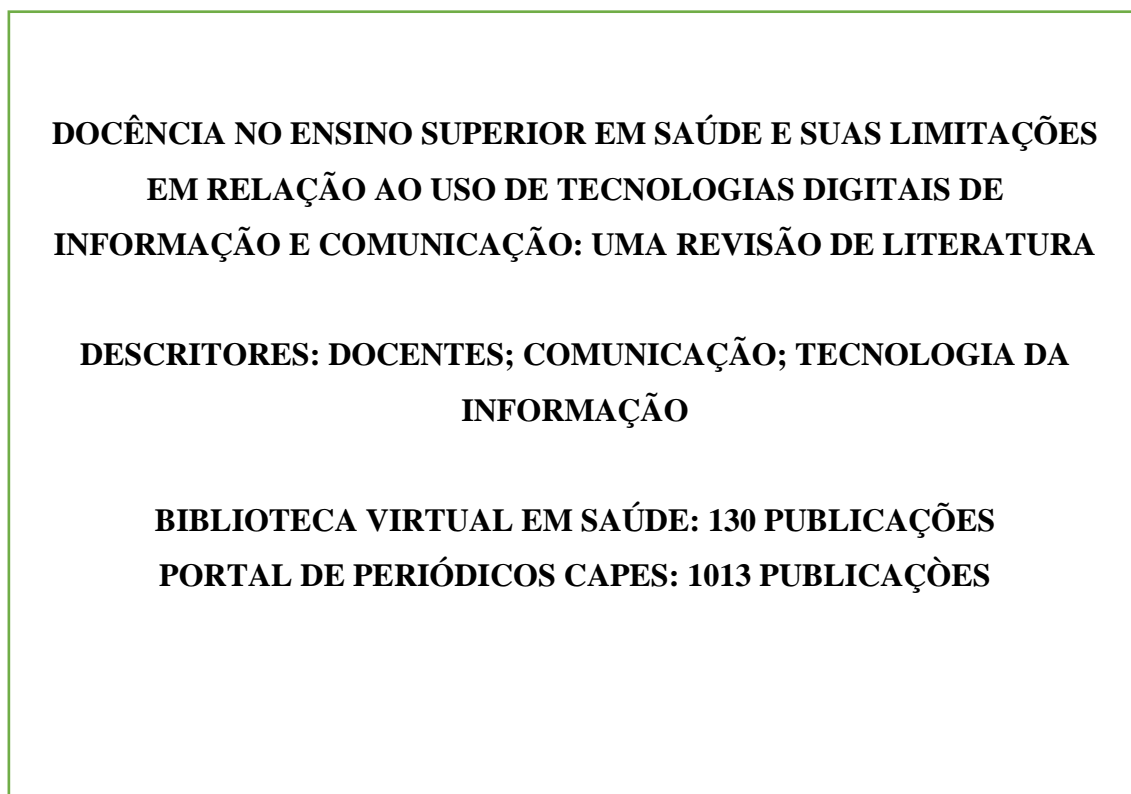 DOCÊNCIA NO ENSINO SUPERIOR EM SAÚDE E SUAS LIMITAÇÕES
EM RELAÇÃO AO USO DE TECNOLOGIAS DIGITAIS DE
INFORMAÇÃO E COMUNICAÇÃO: UMA REVISÃO DE LITERATURA
DESCRITORES: DOCENTES; COMUNICAÇÃO; TECNOLOGIA DA
INFORMAÇÃO
BIBLIOTECA VIRTUAL EM SAÚDE: 130 PUBLICAÇÕES
PORTAL DE PERIÓDICOS CAPES: 1013 PUBLICAÇÒES